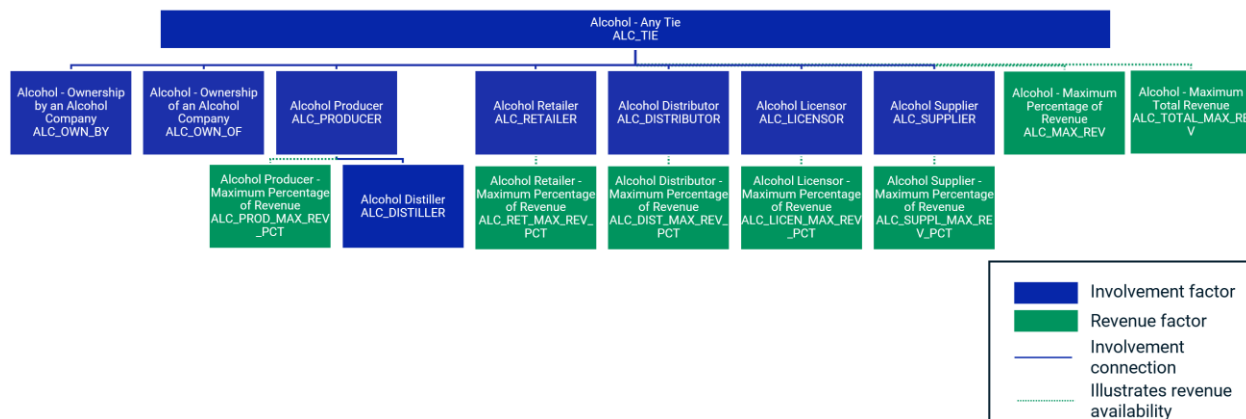 Alcohol - Any Tie
ALC_TIE
Alcohol - Ownership
by an Alcohol
Company
ALC_OWN_BY
Alcohol - Ownership
of an Alcohol
Company
ALC_OWN_OF
Alcohol Producer
ALC_PRODUCER
Alcohol Retailer
ALC_RETAILER
Alcohol Distributor
ALC_DISTRIBUTOR
Alcohol Licensor
ALC_LICENSOR
Alcohol Supplier
ALC_SUPPLIER
Alcohol - Maximum
Percentage of
Revenue
ALC_MAX_REV
Alcohol - Maximum
Total Revenue
ALC_TOTAL_MAX_RE
V
Alcohol Producer -
Maximum Percentage
of Revenue
ALC_PROD_MAX_REV
_PCT
Alcohol Distiller
ALC_DISTILLER
Alcohol Retailer -
Maximum Percentage
of Revenue
ALC_RET_MAX_REV_
PCT
Alcohol Distributor -
Maximum Percentage
of Revenue
ALC_DIST_MAX_REV
_PCT
Alcohol Licensor -
Maximum Percentage
of Revenue
ALC_LICEN_MAX_REV
_PCT
Alcohol Supplier -
Maximum Percentage
of Revenue
ALC_SUPPL_MAX_RE
V_PCT
Involvement factor
Revenue factor
Involvement
connection
Illustrates revenue
availability